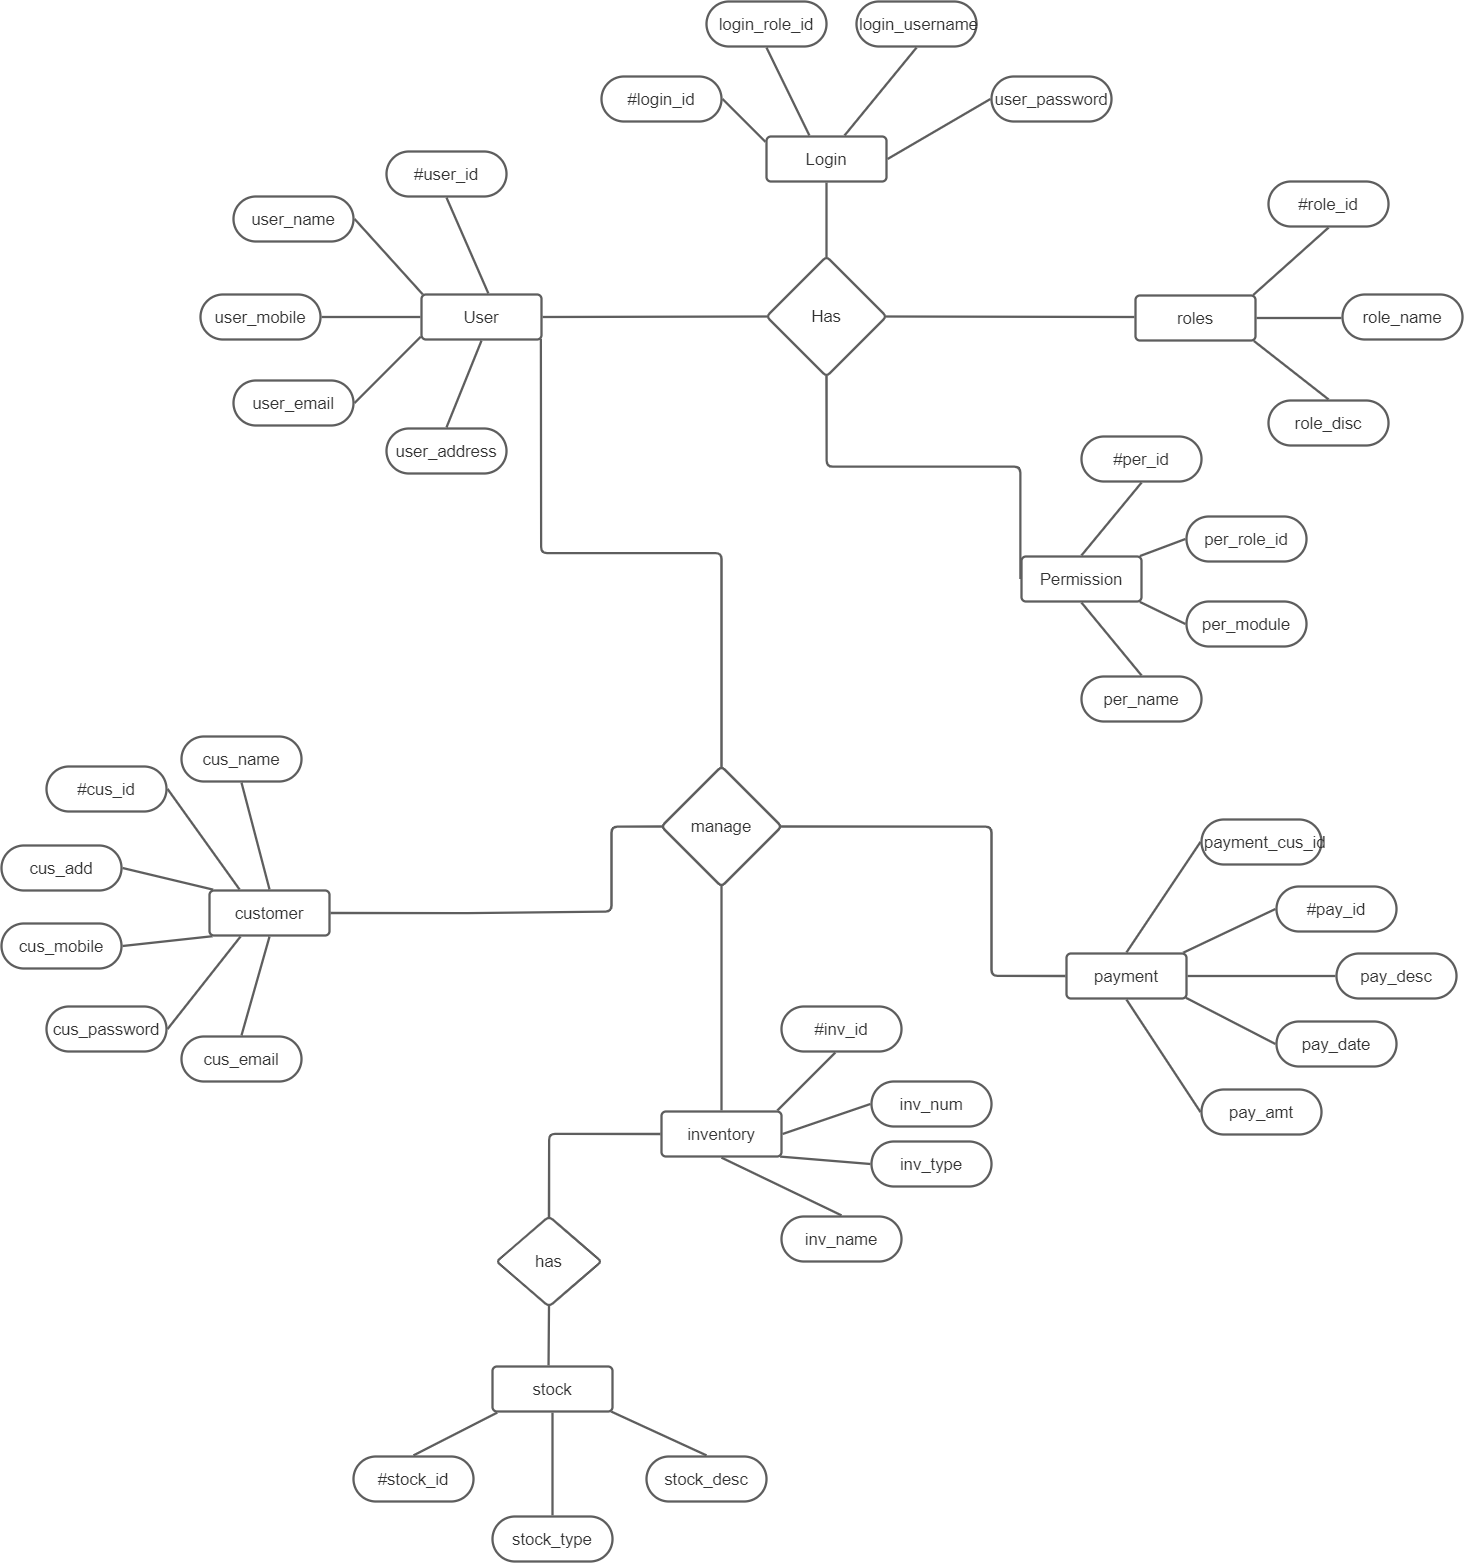 login_role_id
login_username
#login_id
user_password
Login
#user_id
user_name
#role_id
user_mobile
User
Has
roles
role_name
user_email
role_disc
user_address
#per_id
per_role_id
Permission
per_module
per_name
cus_name
#cus_id
manage
payment_cus_id
cus_add
#pay_id
customer
cus_mobile
payment
pay_desc
cus_password
#inv_id
pay_date
cus_email
inv_num
pay_amt
inventory
inv_type
inv_name
has
stock
#stock_id
stock_desc
stock_type